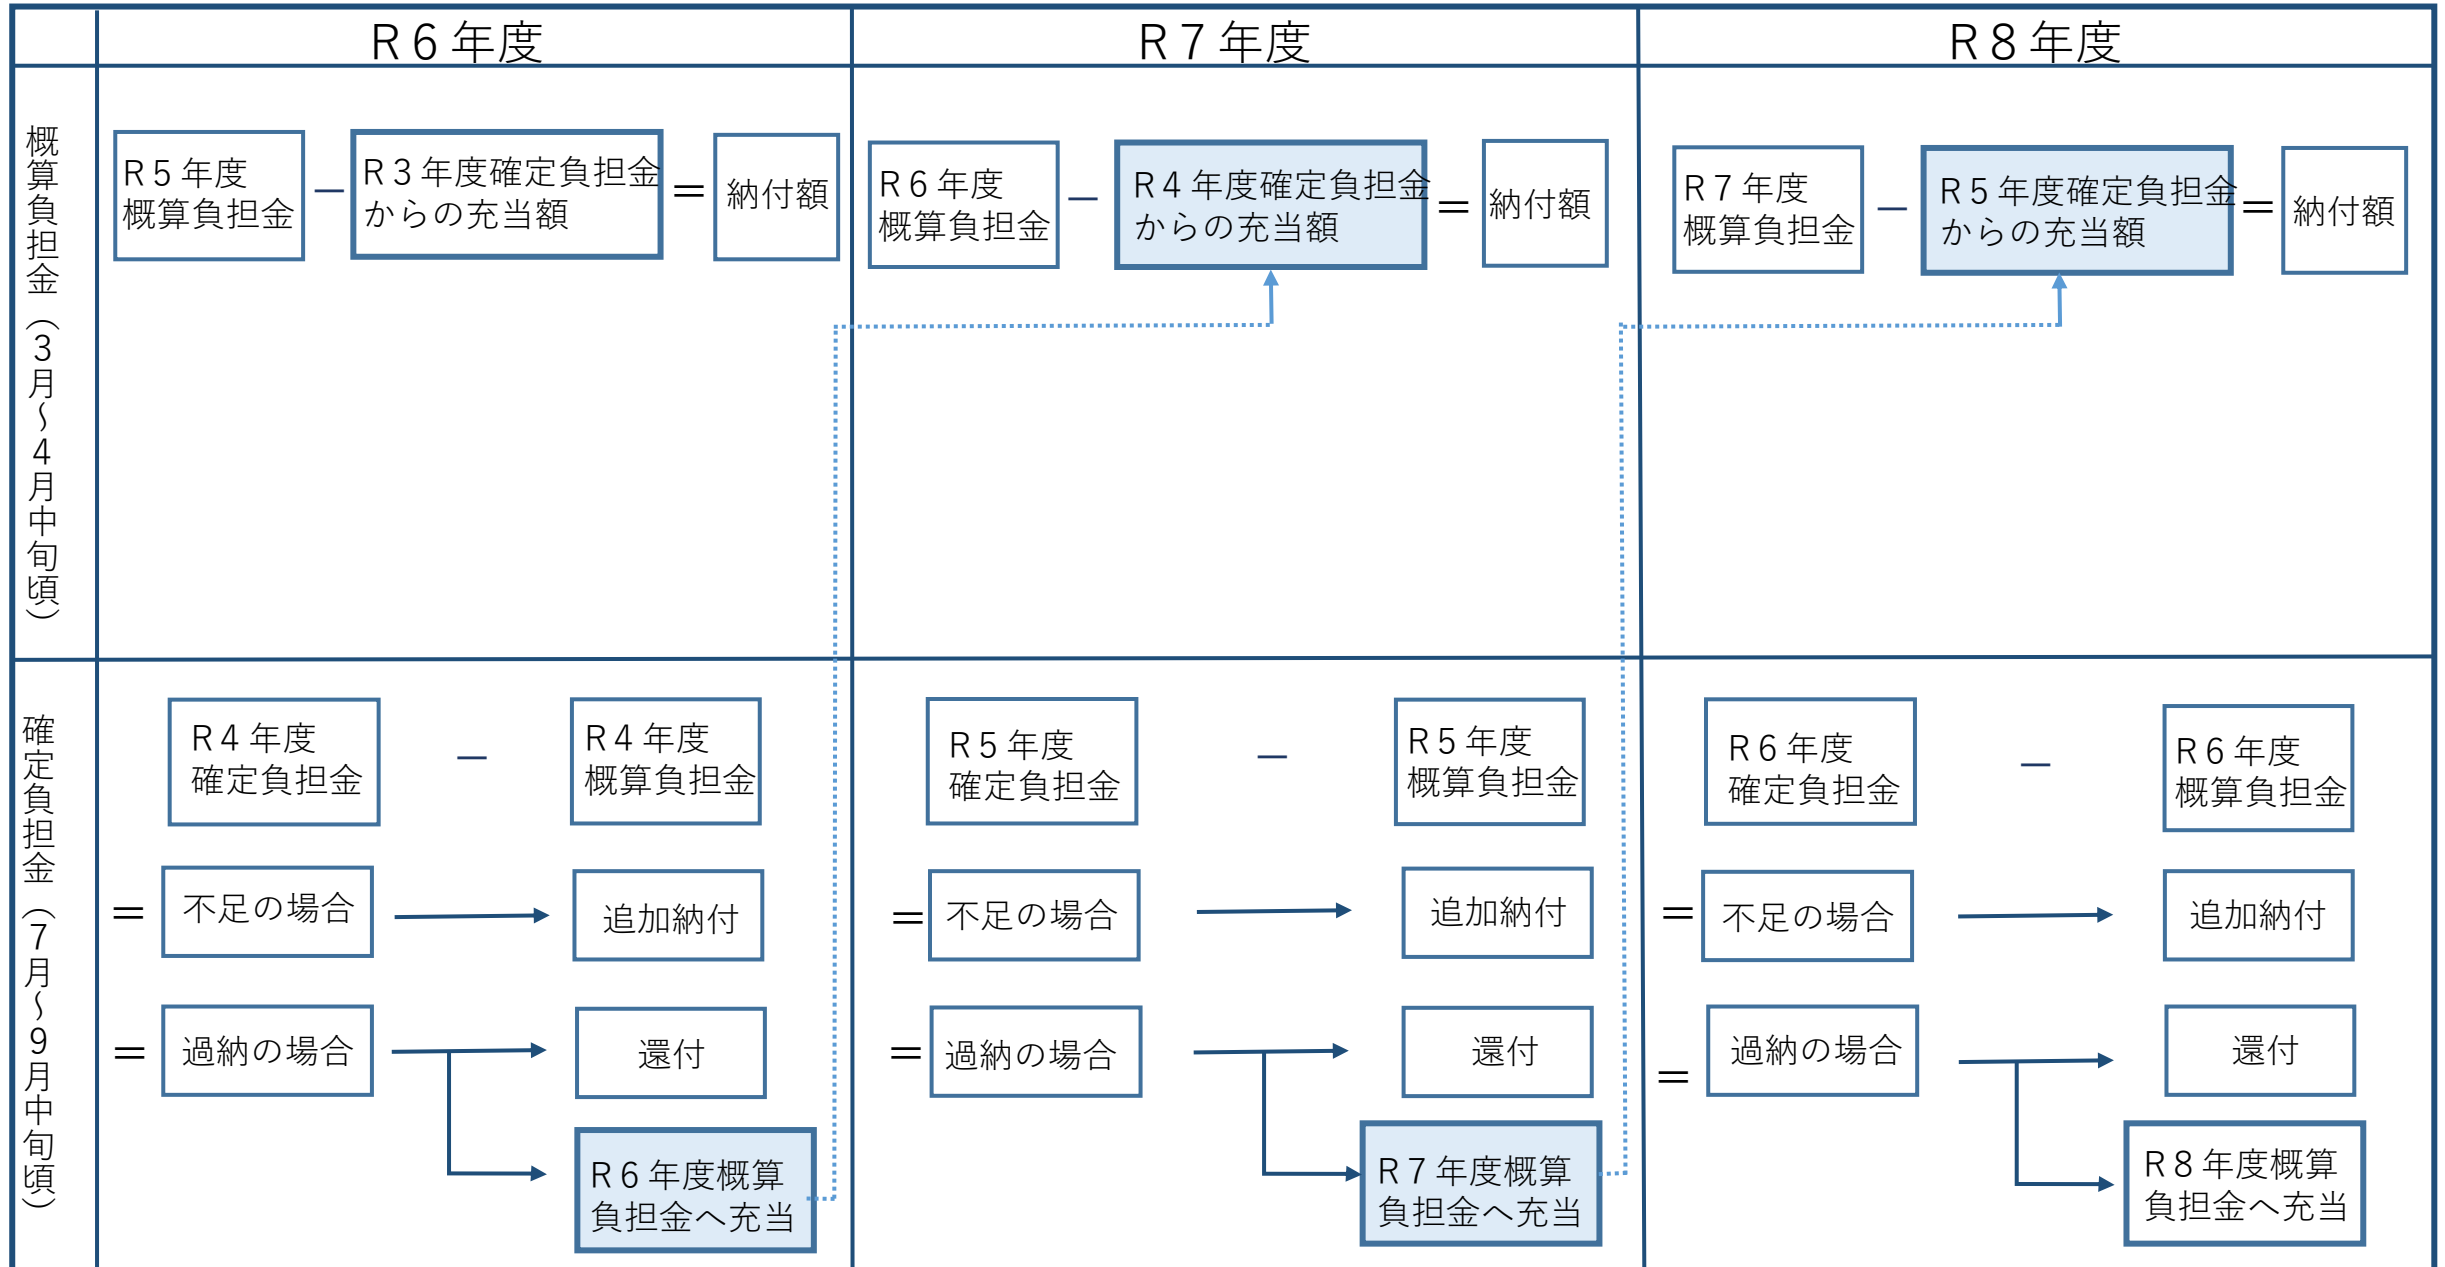 R６年度
R７年度
R８年度
概算負担金（３月～４月中旬頃）
R５年度
概算負担金
－
R３年度確定負担金
からの充当額
＝
納付額
R６年度
概算負担金
－
R４年度確定負担金
からの充当額
＝
納付額
R７年度
概算負担金
－
R５年度確定負担金
からの充当額
＝
納付額
確定負担金（７月～９月中旬頃）
R４年度
確定負担金
－
R４年度
概算負担金
＝
不足の場合
追加納付
＝
過納の場合
還付
R６年度概算
負担金へ充当
R５年度
確定負担金
－
R５年度
概算負担金
＝
不足の場合
追加納付
＝
過納の場合
還付
R７年度概算
負担金へ充当
R６年度
確定負担金
－
R６年度
概算負担金
＝
不足の場合
追加納付
＝
過納の場合
還付
R８年度概算
負担金へ充当